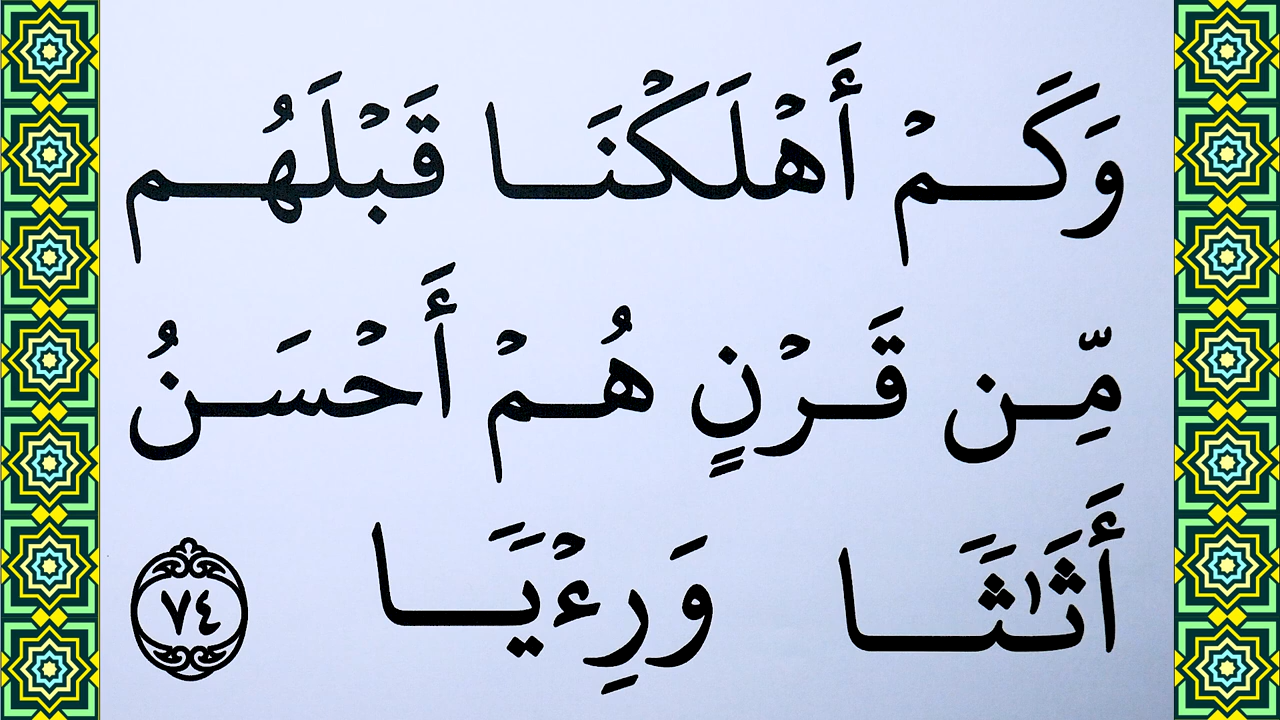 وَكَمْ أَهْلَكْنَا قَبْلَهُم
مِّن قَرْنٍ هُمْ أَحْسَنُ
أَثَٰثًا وَرِءْيًا ٧٤